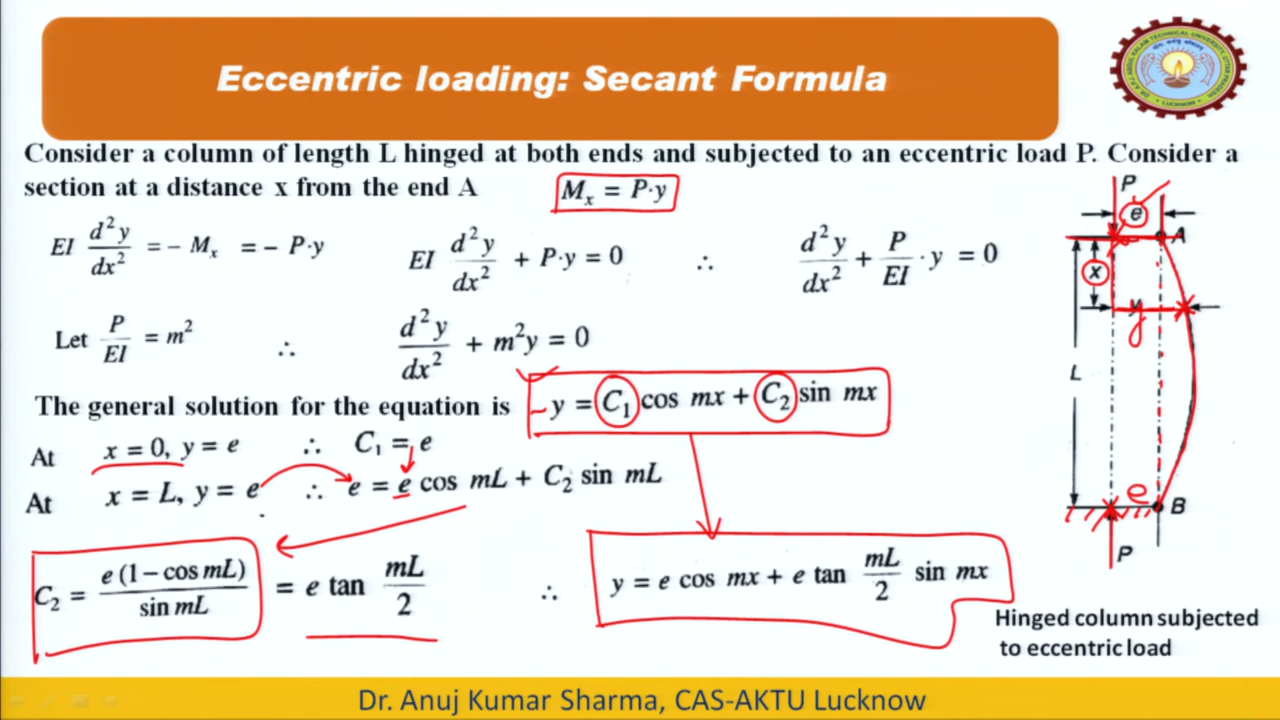 Eccentric loading: Secant Formula
Consider a column of length L hinged at both ends and subjected to an eccentric load P. Consider a
section at a distance x from the end A M_x = P·y
EI d²y/dx² = − M_x = − P·y EI d²y/dx² + P·y = 0 ∴ d²y/dx² + P/EI · y = 0
Let P/EI = m² ∴ d²y/dx² + m²y = 0
The general solution for the equation is y = C₁ cos mx + C₂ sin mx
At x = 0, y = e ∴ C₁ = e
At x = L, y = e ∴ e = e cos mL + C₂ sin mL
C₂ = e (1 − cos mL)/sin mL = e tan mL/2 ∴ y = e cos mx + e tan mL/2 sin mx
P
e
A
x
y
L
e
B
P
Hinged column subjected
to eccentric load
Dr. Anuj Kumar Sharma, CAS-AKTU Lucknow
LUCKNOW